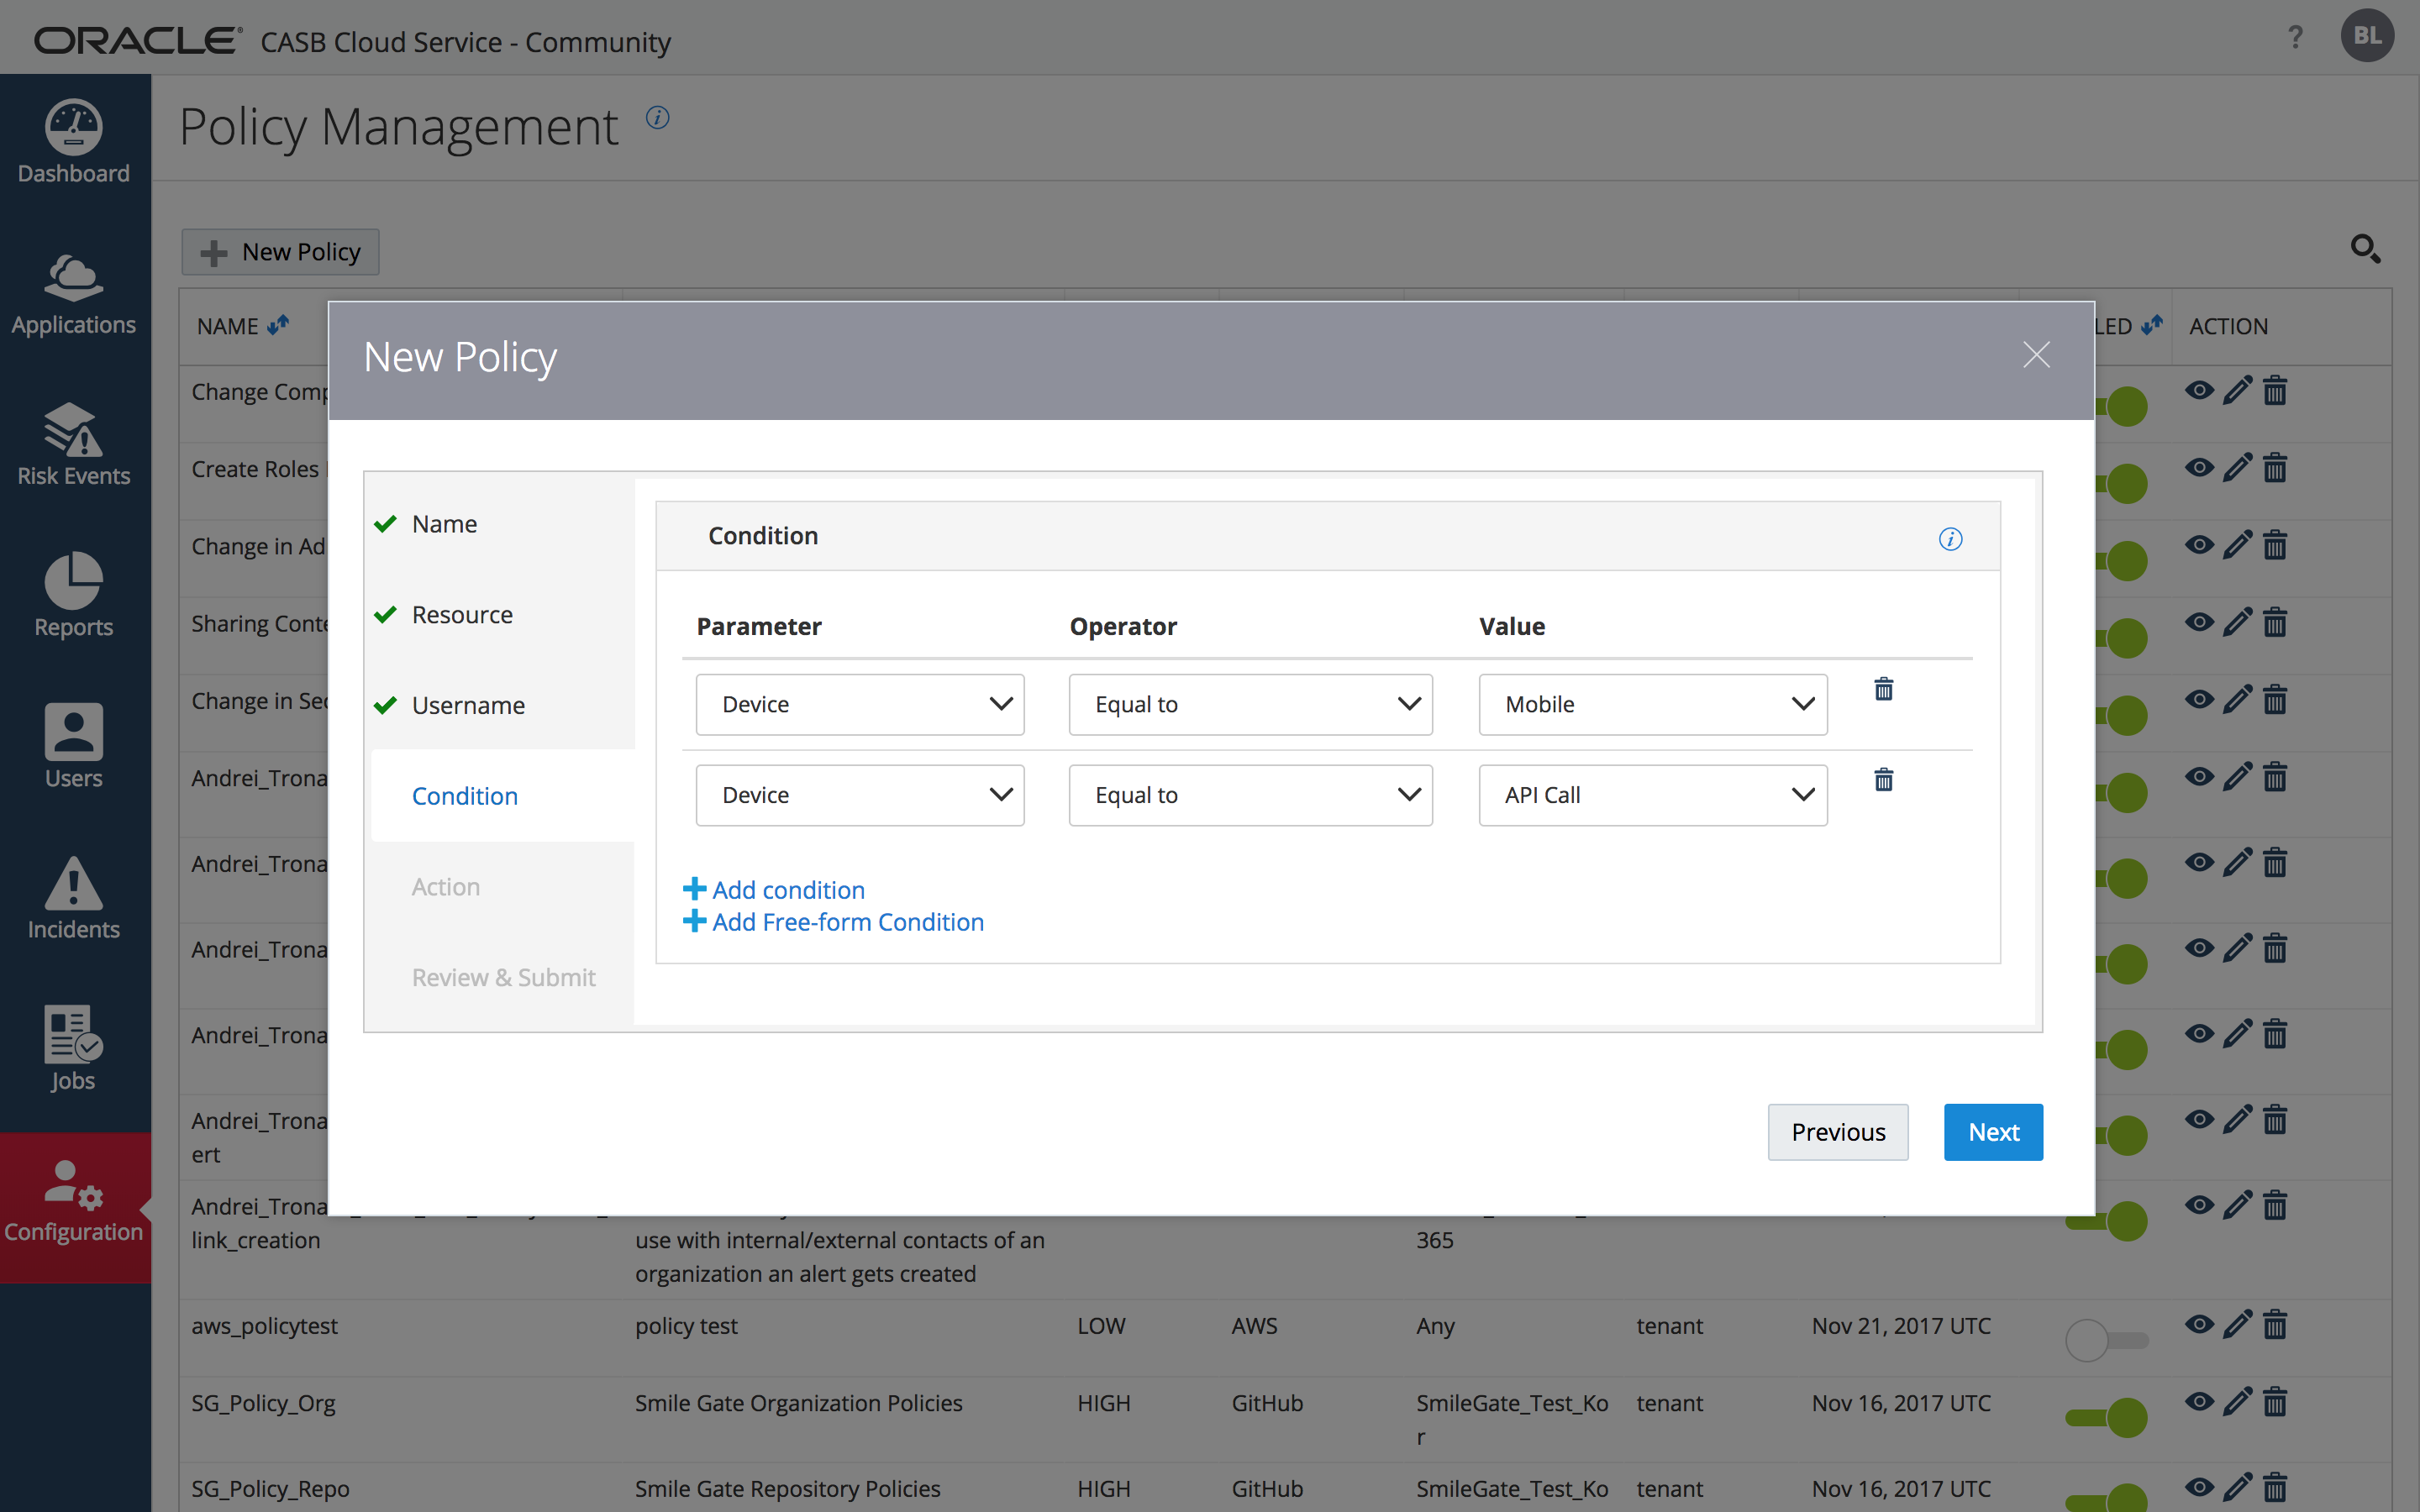 ORACLE® CASB Cloud Service - Community
? BL
Dashboard
Applications
Risk Events
Reports
Users
Incidents
Jobs
Configuration
Policy Management
New Policy
NAME LED ACTION
Change Comp
Create Roles
Change in Ad
Sharing Conte
Change in Sec
Andrei_Trona
Andrei_Trona
Andrei_Trona
Andrei_Trona
Andrei_Trona
ert
Andrei_Trona
link_creation use with internal/external contacts of an 365
organization an alert gets created
aws_policytest policy test LOW AWS Any tenant Nov 21, 2017 UTC
SG_Policy_Org Smile Gate Organization Policies HIGH GitHub SmileGate_Test_Ko tenant Nov 16, 2017 UTC
r
SG_Policy_Repo Smile Gate Repository Policies HIGH GitHub SmileGate_Test_Ko tenant Nov 16, 2017 UTC
New Policy
Name
Resource
Username
Condition
Action
Review & Submit
Condition
Parameter Operator Value
Device Equal to Mobile
Device Equal to API Call
Add condition
Add Free-form Condition
Previous Next